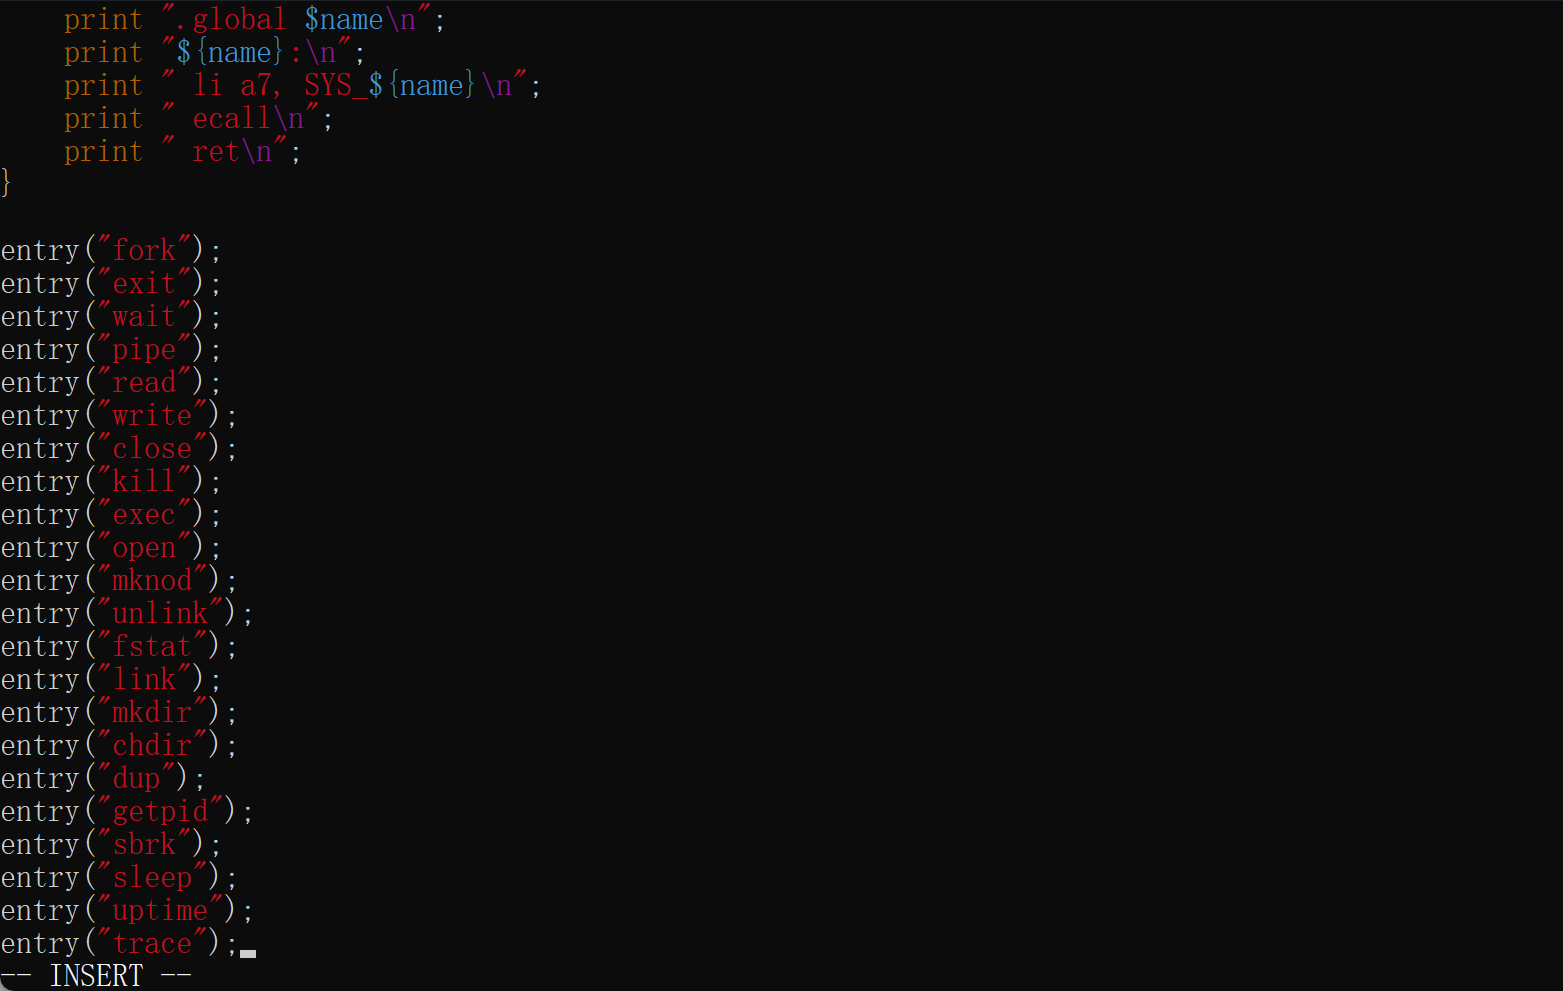 print ".global $name\n";
    print "${name}:\n";
    print " li a7, SYS_${name}\n";
    print " ecall\n";
    print " ret\n";
}

entry("fork");
entry("exit");
entry("wait");
entry("pipe");
entry("read");
entry("write");
entry("close");
entry("kill");
entry("exec");
entry("open");
entry("mknod");
entry("unlink");
entry("fstat");
entry("link");
entry("mkdir");
entry("chdir");
entry("dup");
entry("getpid");
entry("sbrk");
entry("sleep");
entry("uptime");
entry("trace");
-- INSERT --